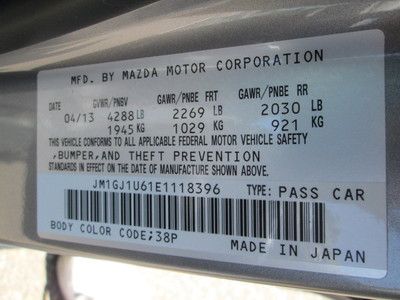 MFD. BY MAZDA MOTOR CORPORATION
DATE GVWR/PNBV GAWR/PNBE FRT GAWR/PNBE RR
04/13 4288 LB 2269 LB 2030 LB
1945 KG 1029 KG 921 KG
THIS VEHICLE CONFORMS TO ALL APPLICABLE FEDERAL MOTOR VEHICLE SAFETY
,BUMPER,AND THEFT PREVENTION
STANDARDS IN EFFECT ON THE DATE OF MANUFACTURE SHOWN ABOVE.
JM1GJ1U61E1118396 TYPE: PASS CAR
BODY COLOR CODE;38P MADE IN JAPAN